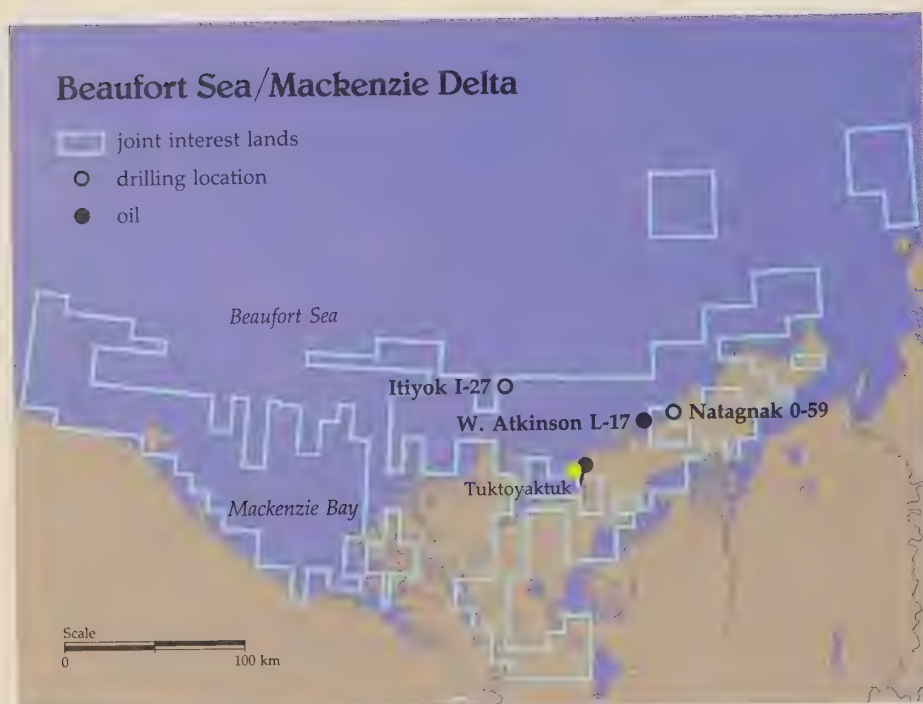 Beaufort Sea/Mackenzie Delta
joint interest lands
drilling location
oil
Beaufort Sea
Itiyok I-27
W. Atkinson L-17
Natagnak 0-59
Tuktoyaktuk
Mackenzie Bay
Scale
0
100 km